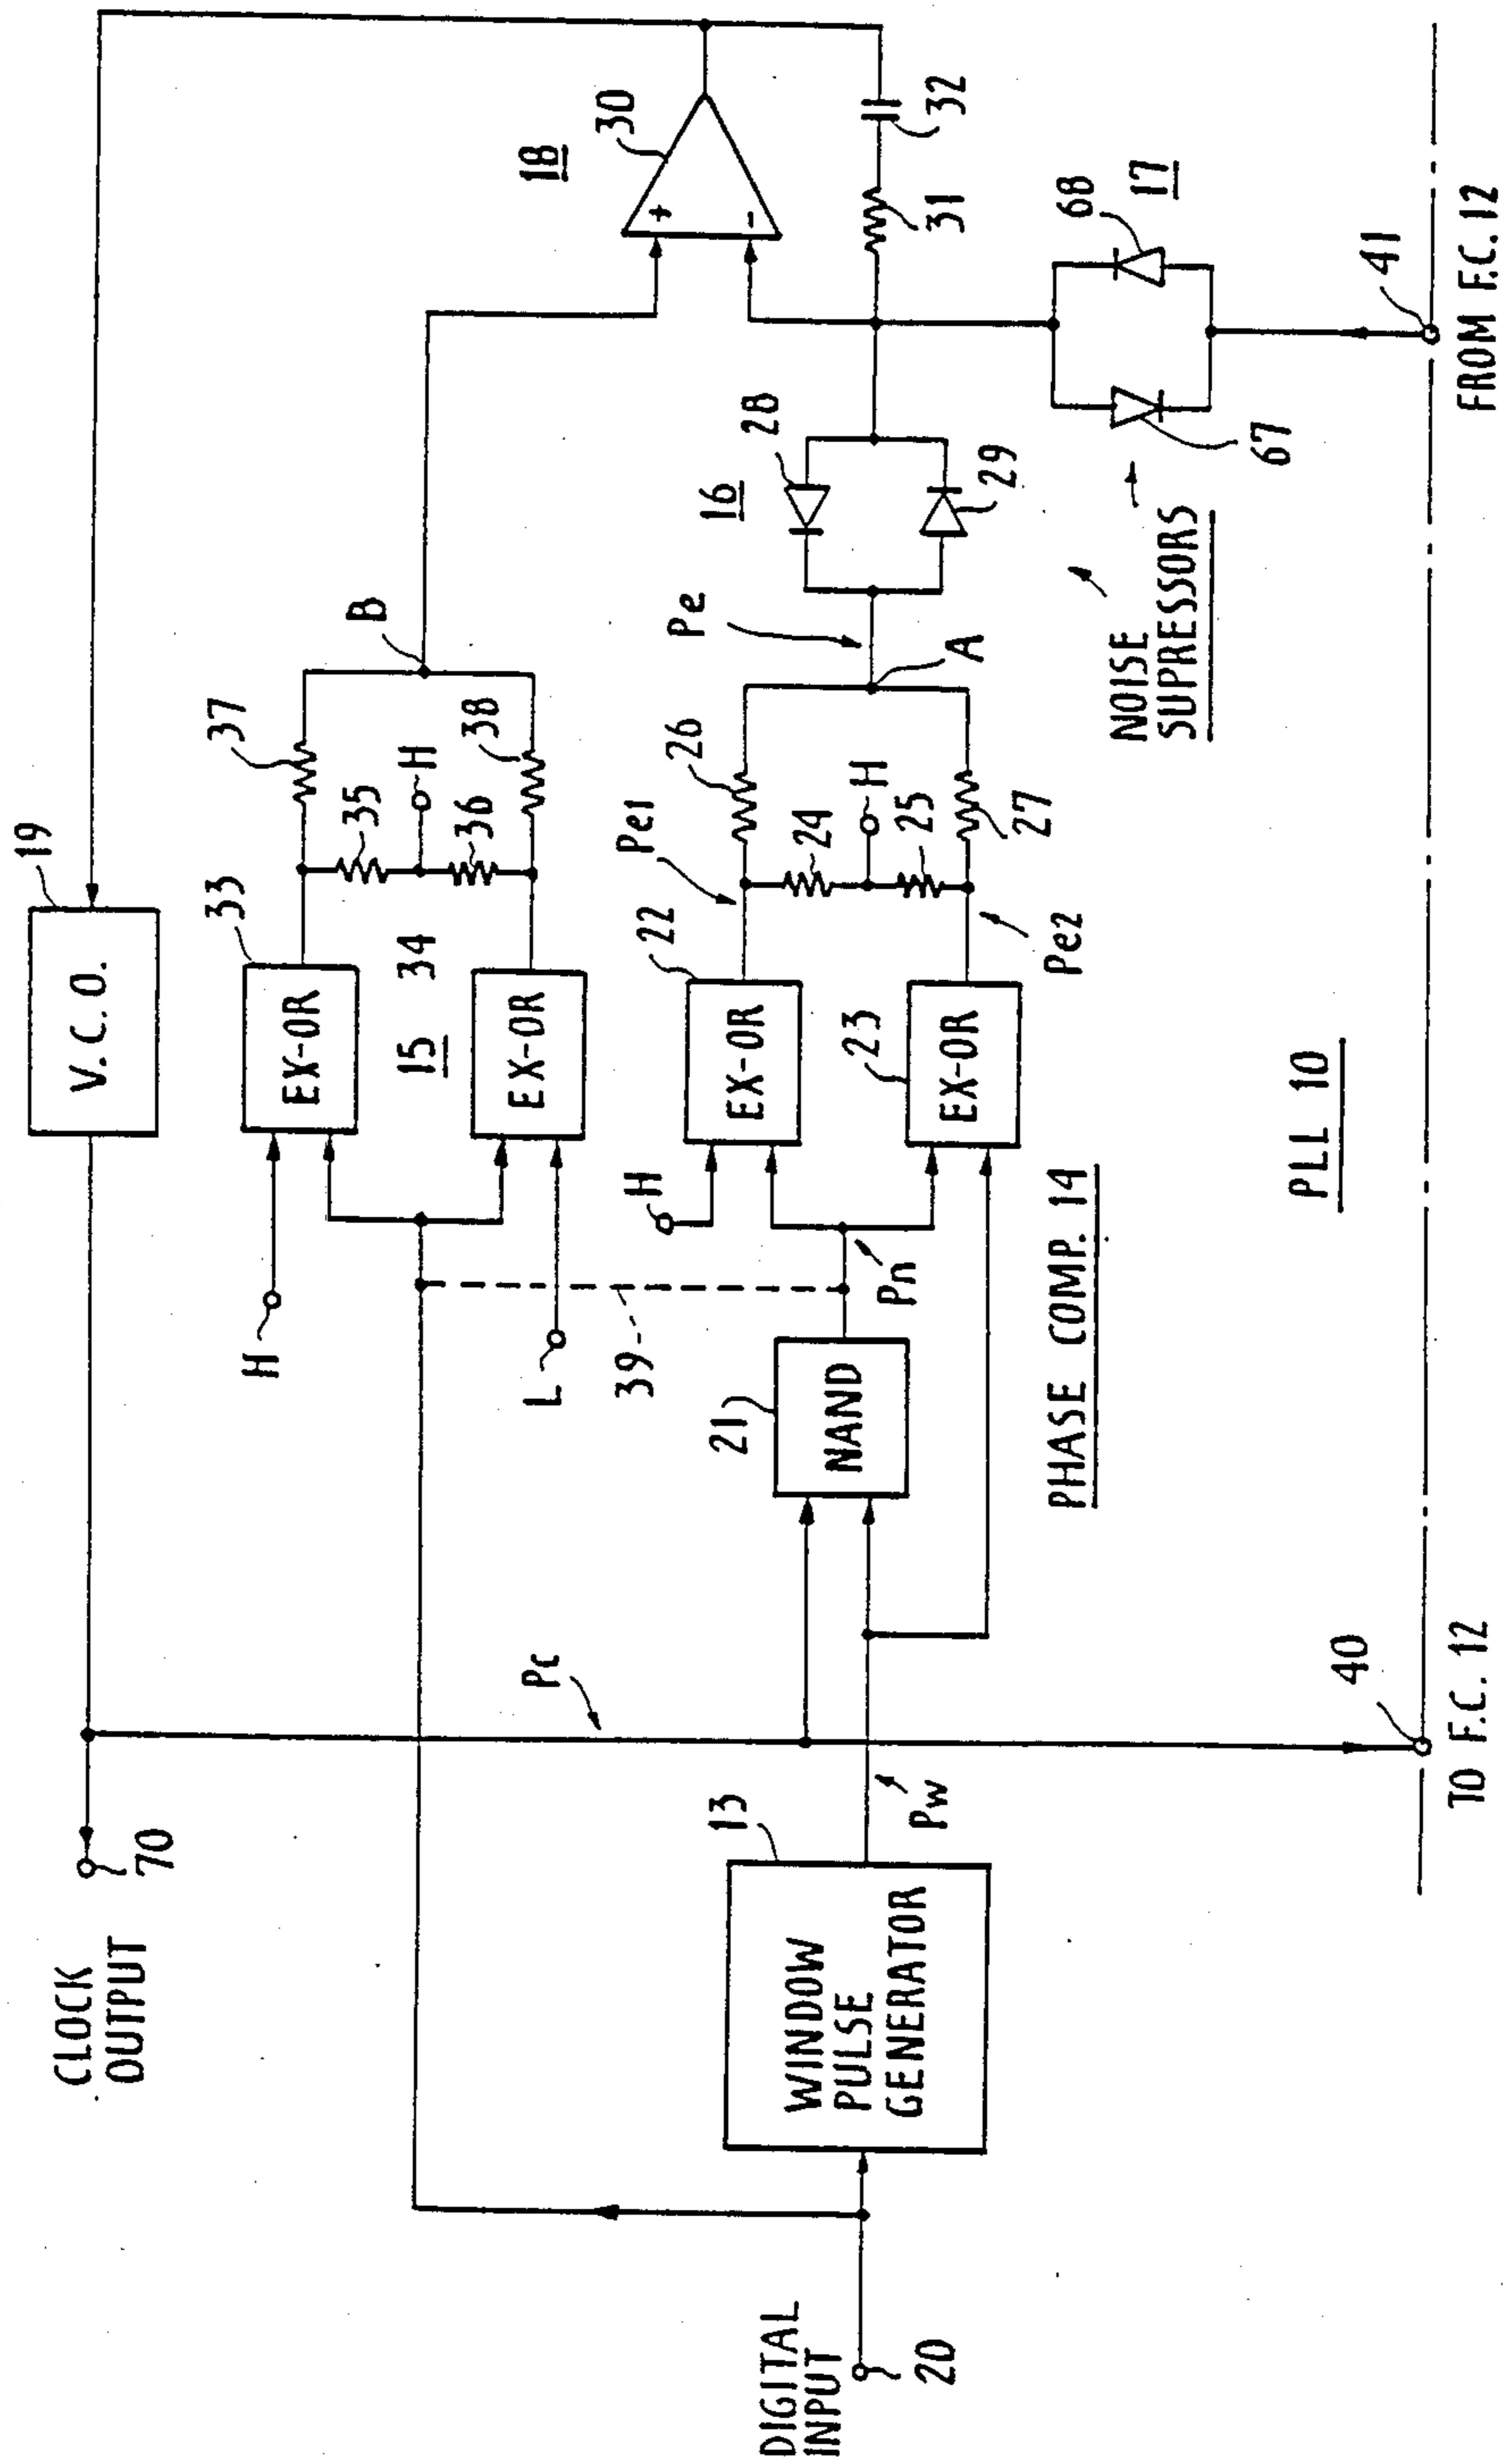 CLOCK
OUTPUT
70
V.C.O.
19
H
L
EX-OR
33
15
34
EX-OR
35
37
H
36
38
B
18
30
+
-
31
32
39
DIGITAL
INPUT
20
WINDOW
PULSE
GENERATOR
13
Pw
Pc
NAND
21
Pn
H
EX-OR
22
EX-OR
23
Pe1
Pe2
24
26
H
25
27
A
Pe
16
28
29
PHASE COMP. 14
NOISE
SUPRESSORS
67
68
17
PLL 10
40
TO F.C. 12
41
FROM F.C. 12